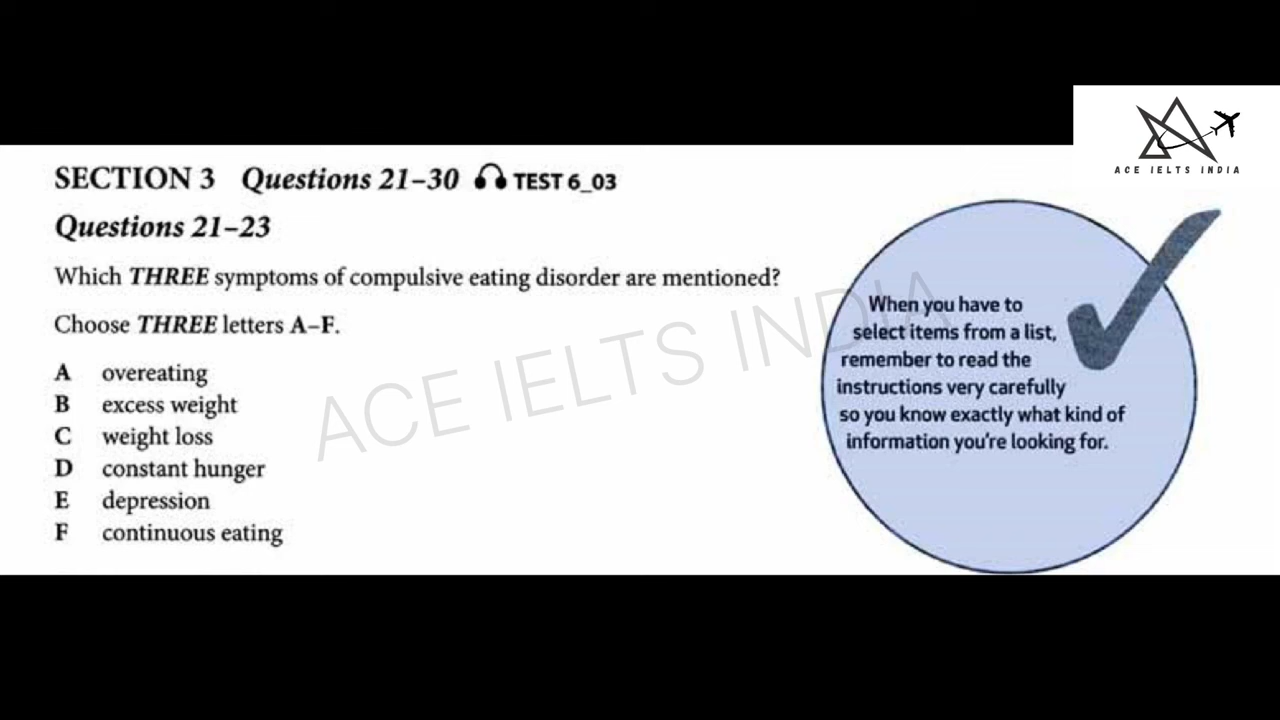 ACE IELTS INDIA
SECTION 3 Questions 21–30 TEST 6_03
Questions 21–23
Which THREE symptoms of compulsive eating disorder are mentioned?
Choose THREE letters A–F.
A overeating
B excess weight
C weight loss
D constant hunger
E depression
F continuous eating
When you have to
select items from a list,
remember to read the
instructions very carefully
so you know exactly what kind of
information you're looking for.
ACE IELTS INDIA